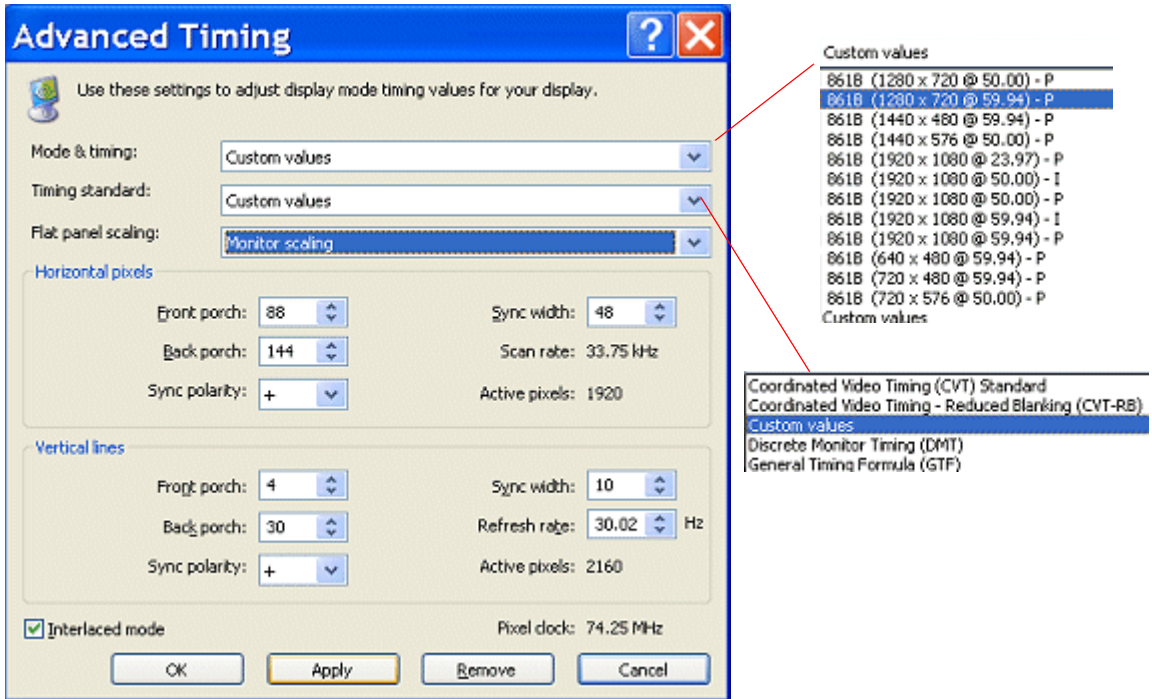 Advanced Timing
Use these settings to adjust display mode timing values for your display.
Mode & timing: Custom values
Timing standard: Custom values
Flat panel scaling: Monitor scaling
Horizontal pixels
Front porch: 88 Sync width: 48
Back porch: 144 Scan rate: 33.75 kHz
Sync polarity: + Active pixels: 1920
Vertical lines
Front porch: 4 Sync width: 10
Back porch: 30 Refresh rate: 30.02 Hz
Sync polarity: + Active pixels: 2160
Interlaced mode Pixel clock: 74.25 MHz
OK Apply Remove Cancel
Custom values
861B (1280 x 720 @ 50.00) - P
861B (1280 x 720 @ 59.94) - P
861B (1440 x 480 @ 59.94) - P
861B (1440 x 576 @ 50.00) - P
861B (1920 x 1080 @ 23.97) - P
861B (1920 x 1080 @ 50.00) - I
861B (1920 x 1080 @ 50.00) - P
861B (1920 x 1080 @ 59.94) - I
861B (1920 x 1080 @ 59.94) - P
861B (640 x 480 @ 59.94) - P
861B (720 x 480 @ 59.94) - P
861B (720 x 576 @ 50.00) - P
Custom values
Coordinated Video Timing (CVT) Standard
Coordinated Video Timing - Reduced Blanking (CVT-RB)
Custom values
Discrete Monitor Timing (DMT)
General Timing Formula (GTF)